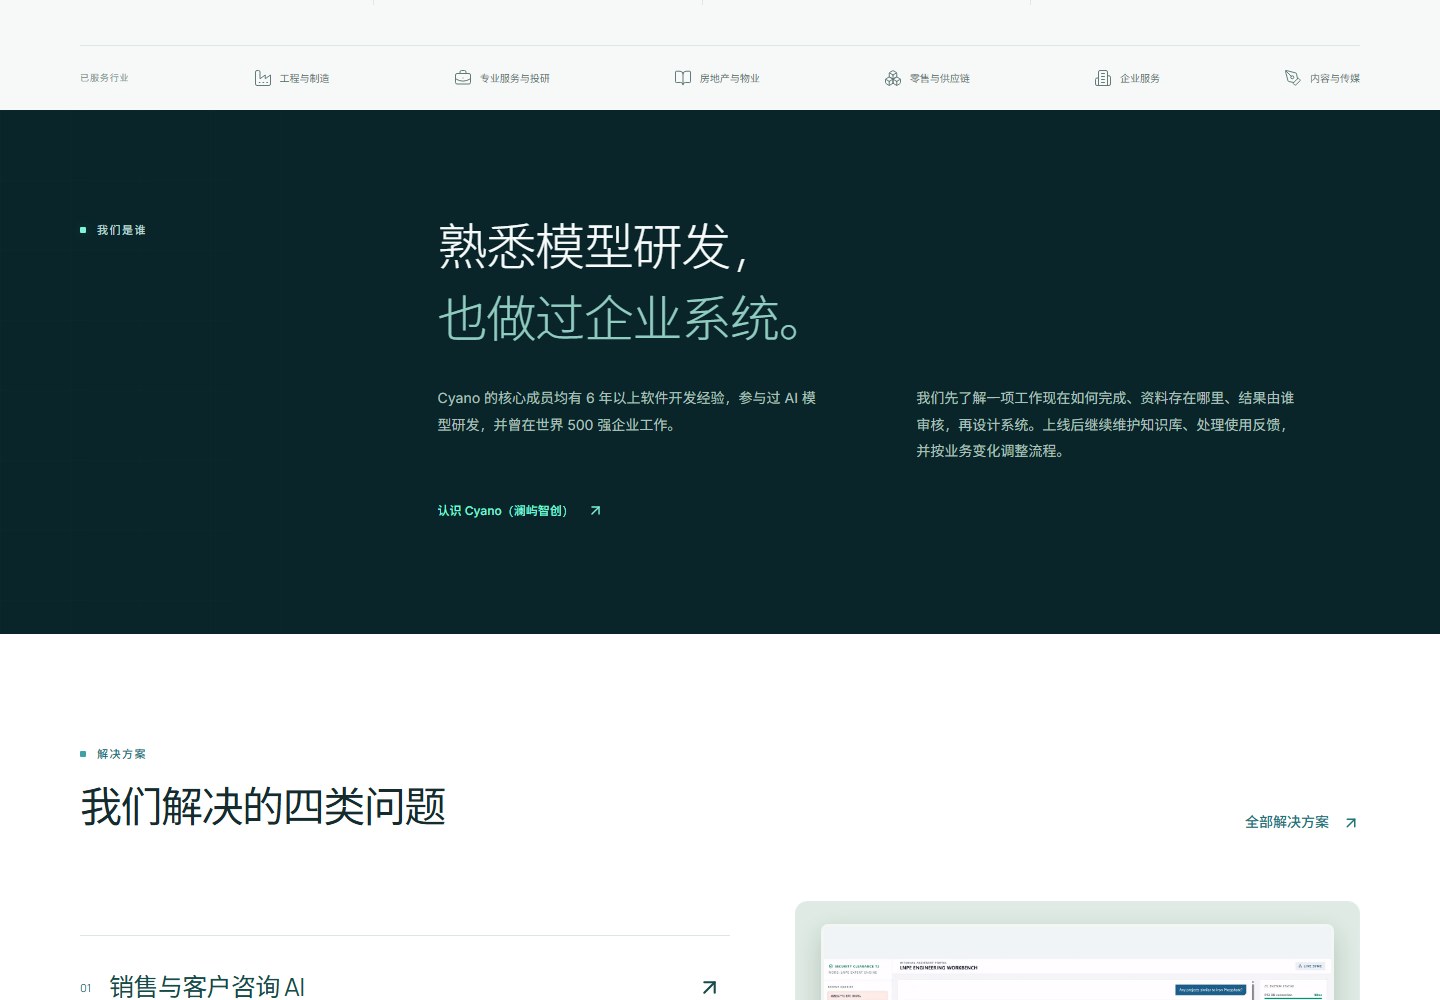 已服务行业
工程与制造
专业服务与投研
房地产与物业
零售与供应链
企业服务
内容与传媒
我们是谁
熟悉模型研发，
也做过企业系统。
Cyano 的核心成员均有 6 年以上软件开发经验，参与过 AI 模
型研发，并曾在世界 500 强企业工作。
我们先了解一项工作现在如何完成、资料存在哪里、结果由谁
审核，再设计系统。上线后继续维护知识库、处理使用反馈，
并按业务变化调整流程。
认识 Cyano（澜屿智创）
解决方案
我们解决的四类问题
全部解决方案
01
销售与客户咨询 AI
LNPE ENGINEERING WORKBENCH